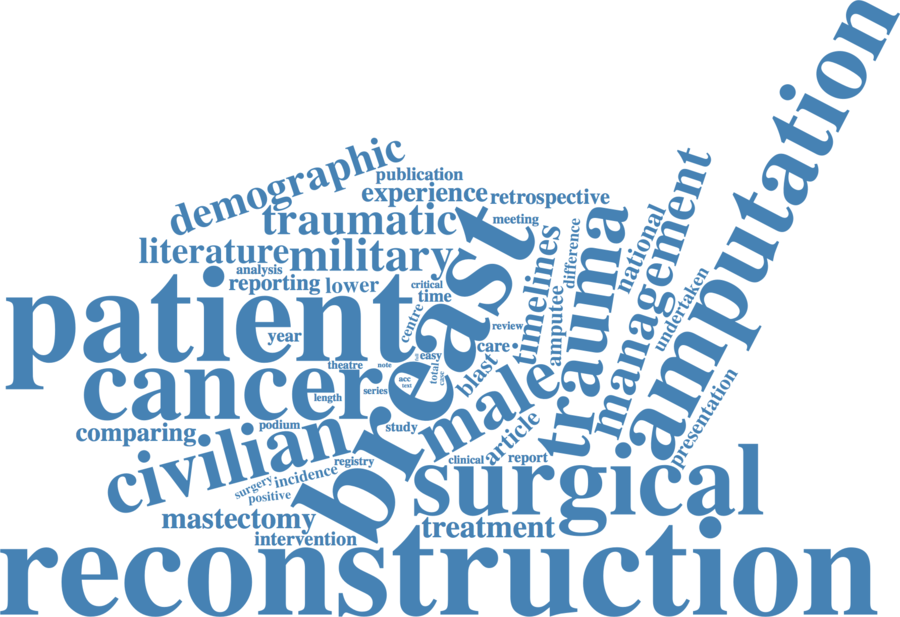 amputation
demographic
publication
experience
retrospective
traumatic
meeting
management
trauma
national
literature
military
timelines
difference
breast
analysis
reporting
lower
critical
time
undertaken
patient
year
centre
review
amputee
care
easy
theatre
note
total
case
cancer
acc
text
series
length
blast
male
presentation
comparing
podium
study
article
civilian
registry
clinical
report
surgery
incidence
positive
surgical
mastectomy
treatment
intervention
reconstruction